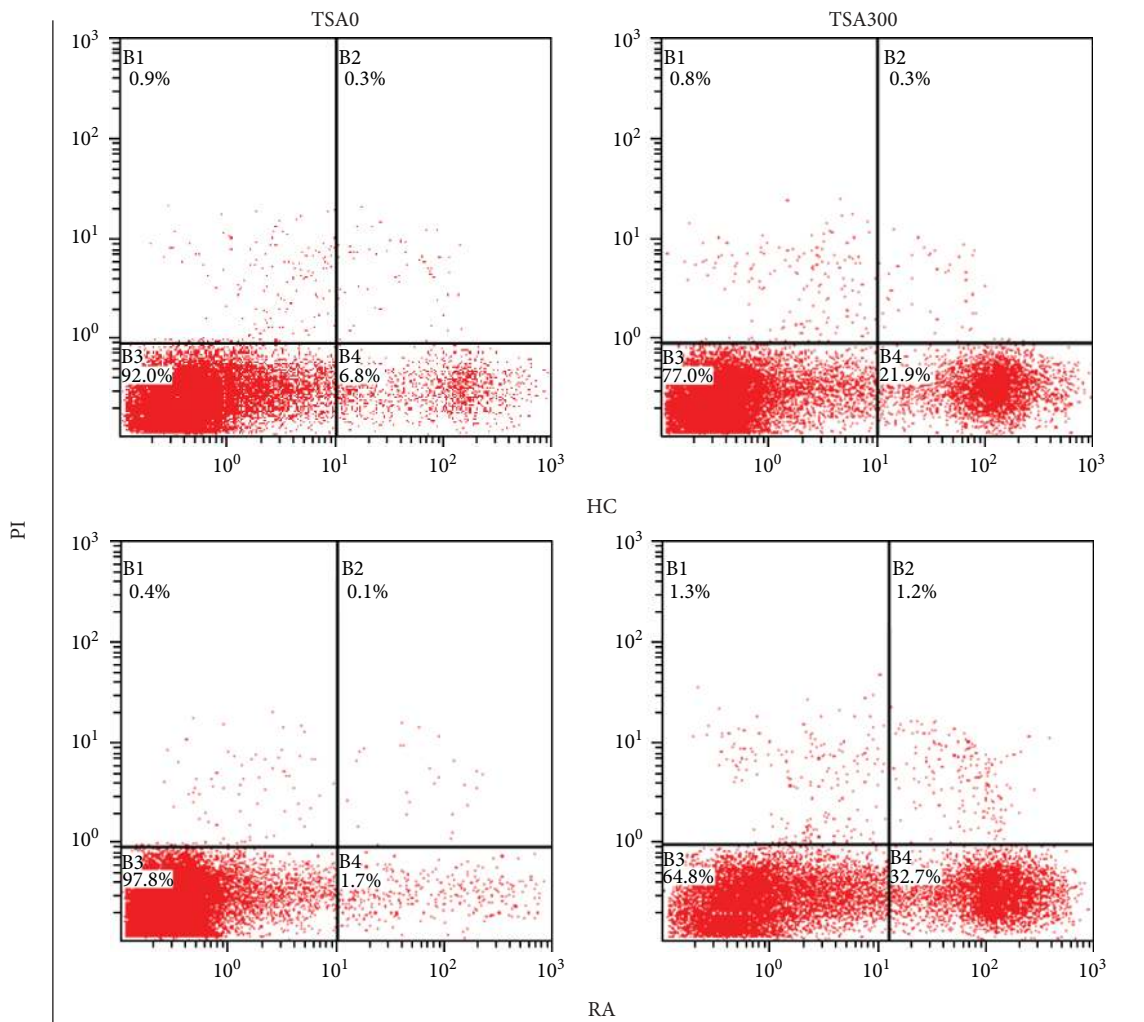 TSA0
TSA300
10³
10²
10¹
10⁰
B1
0.9%
B2
0.3%
B3
92.0%
B4
6.8%
10⁰ 10¹ 10² 10³
10³
10²
10¹
10⁰
B1
0.8%
B2
0.3%
B3
77.0%
B4
21.9%
10⁰ 10¹ 10² 10³
HC
PI
10³
10²
10¹
10⁰
B1
0.4%
B2
0.1%
B3
97.8%
B4
1.7%
10⁰ 10¹ 10² 10³
10³
10²
10¹
10⁰
B1
1.3%
B2
1.2%
B3
64.8%
B4
32.7%
10⁰ 10¹ 10² 10³
RA